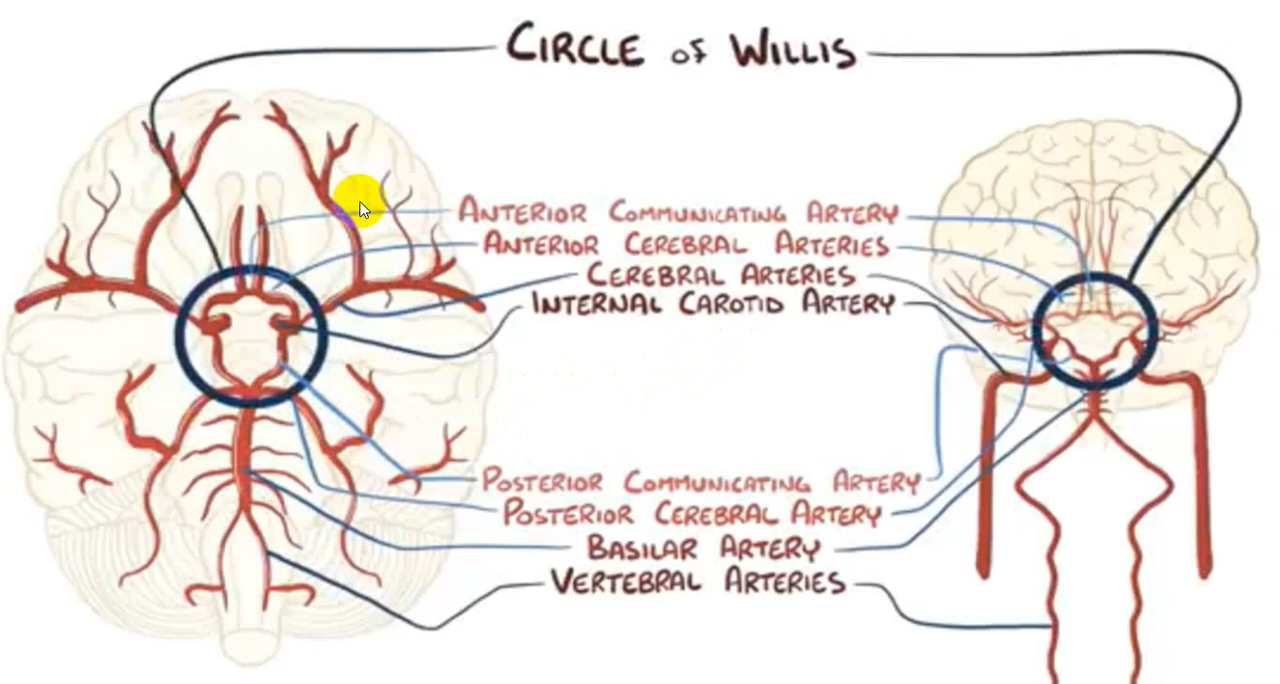 CIRCLE of WILLIS
ANTERIOR COMMUNICATING ARTERY
ANTERIOR CEREBRAL ARTERIES
CEREBRAL ARTERIES
INTERNAL CAROTID ARTERY
POSTERIOR COMMUNICATING ARTERY
POSTERIOR CEREBRAL ARTERY
BASILAR ARTERY
VERTEBRAL ARTERIES